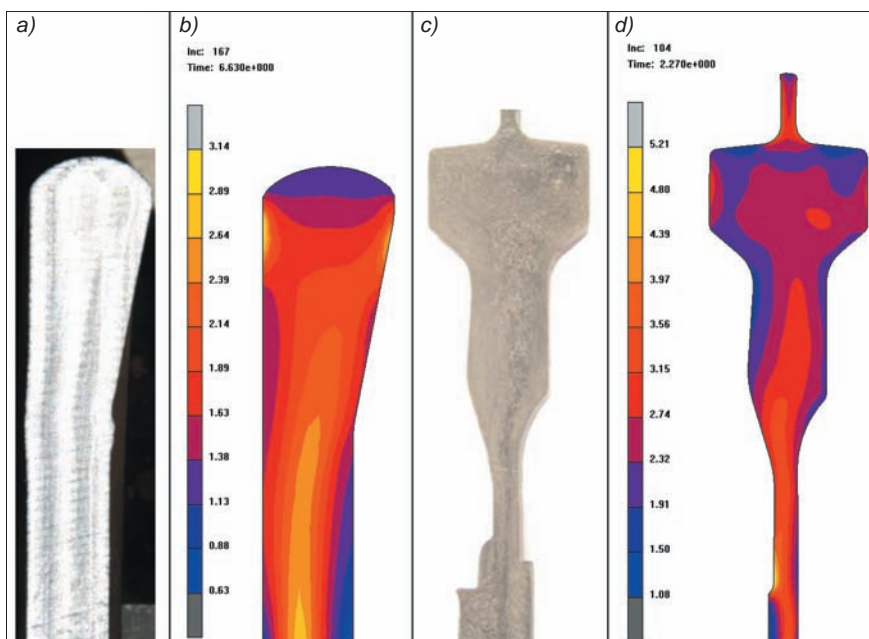 a)
b)
Inc: 167
Time: 6.630e+000
3.14
2.89
2.64
2.39
2.14
1.89
1.63
1.38
1.13
0.88
0.63
c)
d)
Inc: 104
Time: 2.270e+000
5.21
4.80
4.39
3.97
3.56
3.15
2.74
2.32
1.91
1.50
1.08